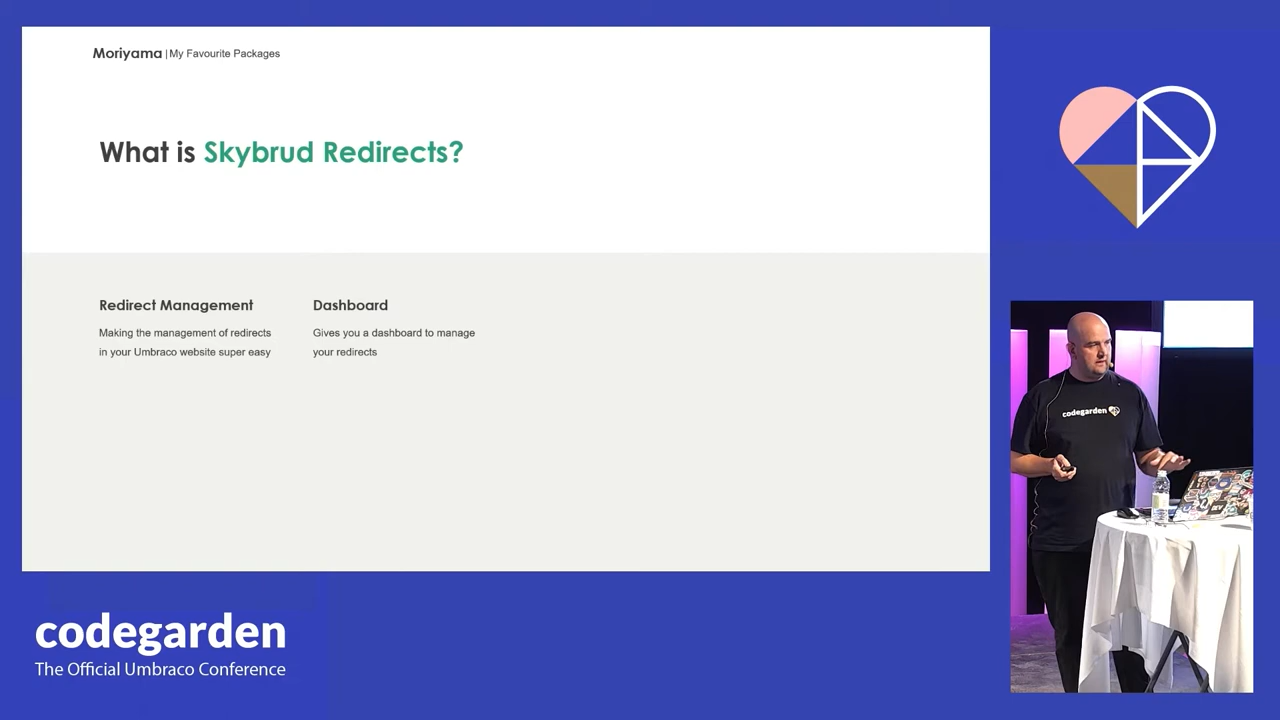 Moriyama | My Favourite Packages
What is Skybrud Redirects?
Redirect Management
Making the management of redirects
in your Umbraco website super easy
Dashboard
Gives you a dashboard to manage
your redirects
codegarden
codegarden
The Official Umbraco Conference